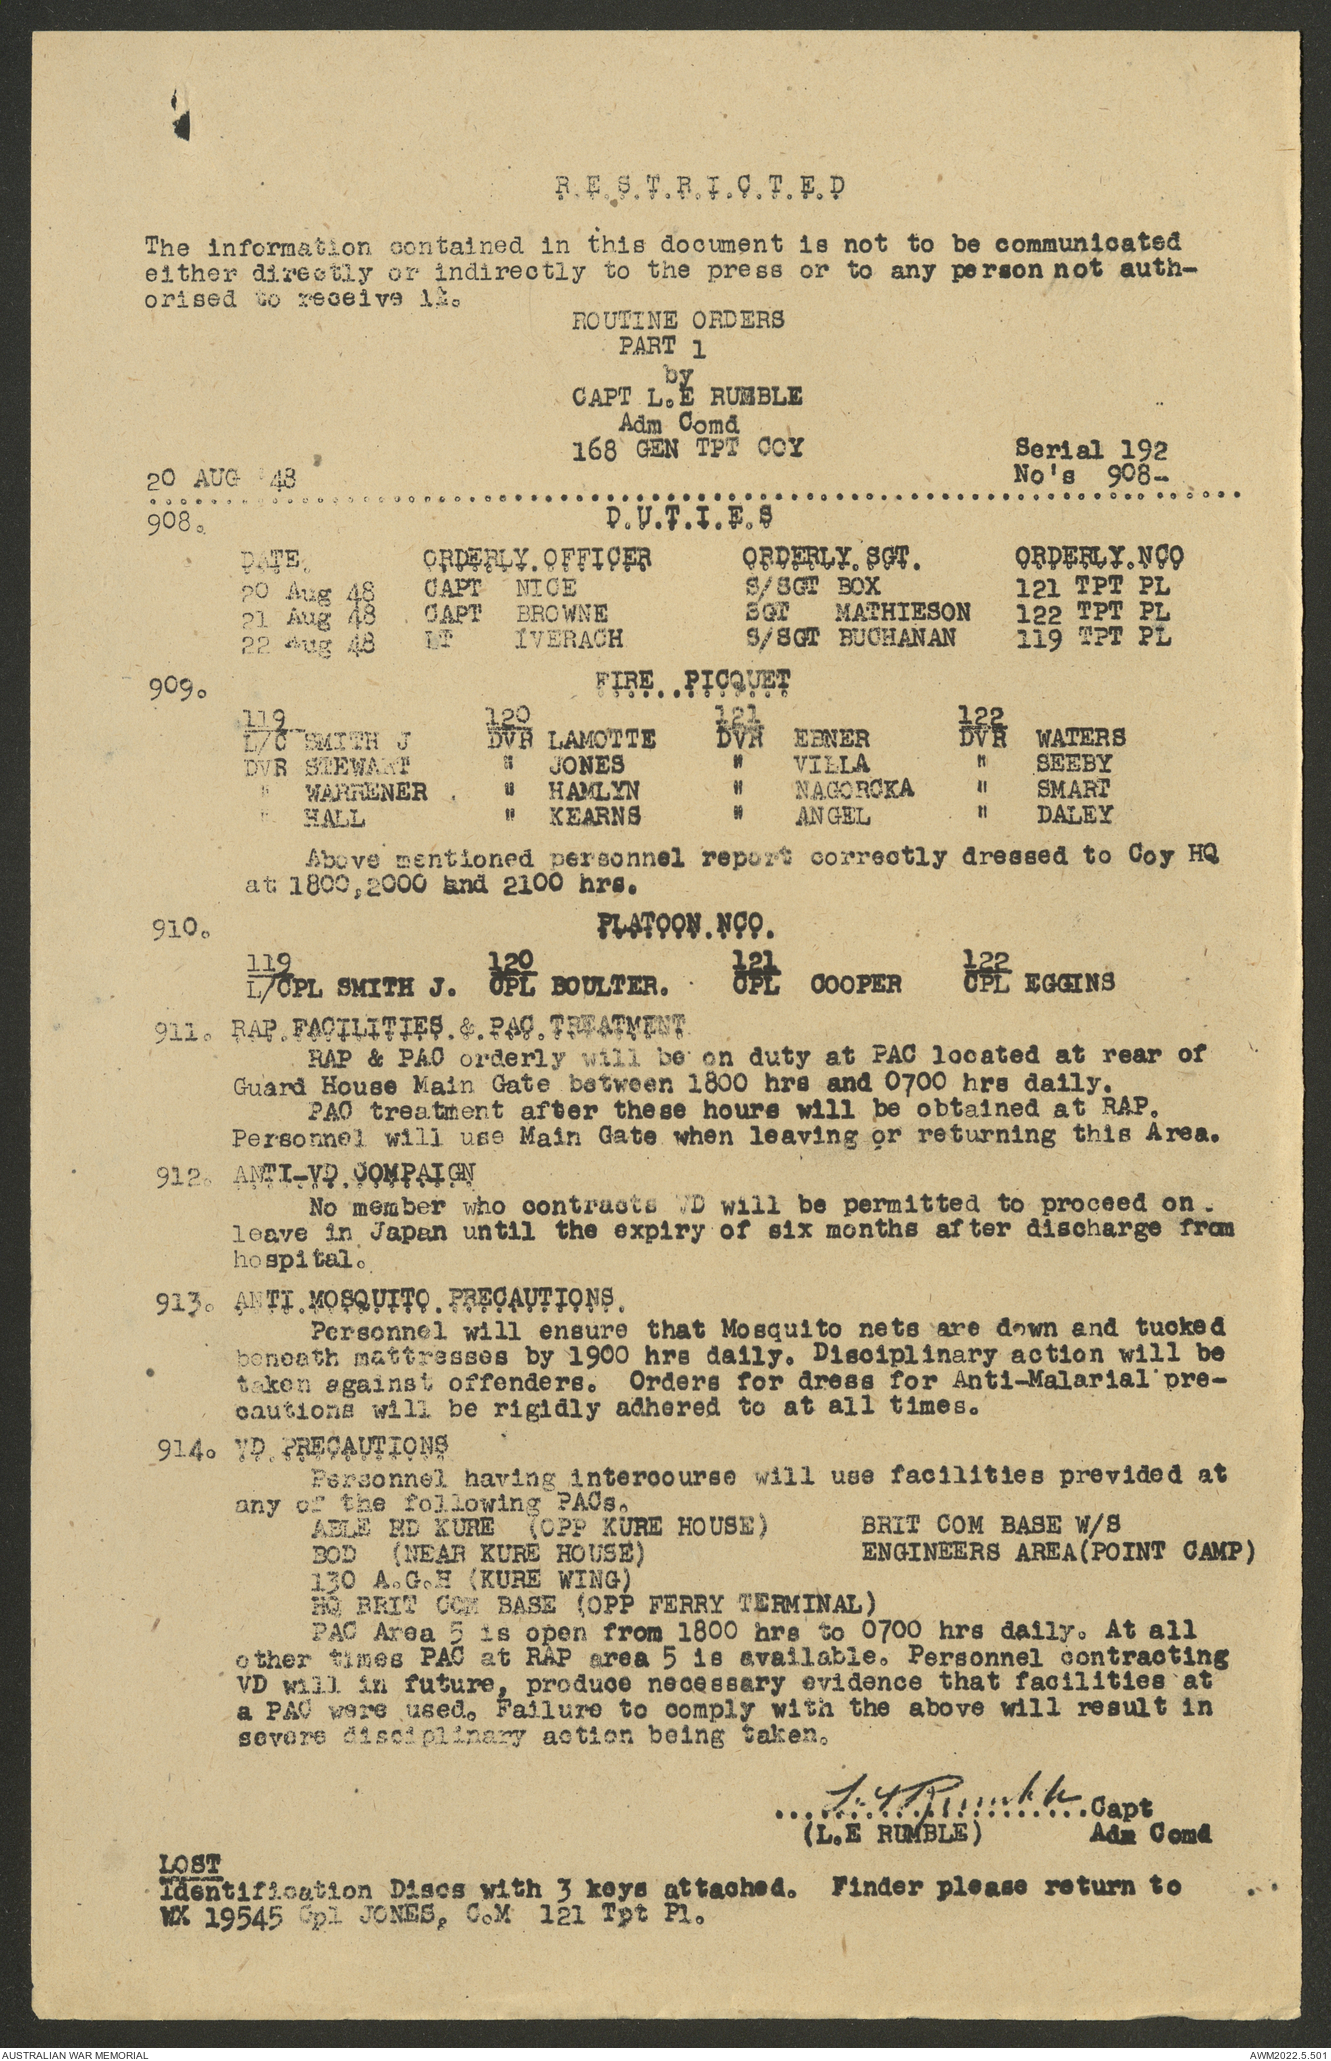 R.E.S.T.R.I.C.T.E.D
The information contained in this document is not to be communicated
either directly or indirectly to the press or to any person not auth-
orised to receive it.
ROUTINE ORDERS
PART 1
by
CAPT L.E RUMBLE
Adm Comd
168 GEN TPT COY Serial 192
20 AUG '48 No's 908-
908. D.U.T.I.E.S
DATE. ORDERLY.OFFICER ORDERLY.SGT. ORDERLY.NCO
20 Aug 48 CAPT NICE S/SGT BOX 121 TPT PL
21 Aug 48 CAPT BROWNE SGT MATHIESON 122 TPT PL
22 Aug 48 LT IVERACH S/SGT BUCHANAN 119 TPT PL
909. FIRE..PICQUET
119 120 121 122
L/C SMITH J DVR LAMOTTE DVR EBNER DVR WATERS
DVR STEWART " JONES " VILLA " SEEBY
" WARRENER " HAMLYN " NAGORCKA " SMART
" HALL " KEARNS " ANGEL " DALEY
Above mentioned personnel report correctly dressed to Coy HQ
at 1800,2000 and 2100 hrs.
910. PLATOON.NCO.
119 120 121 122
L/CPL SMITH J. CPL BOULTER. CPL COOPER CPL EGGINS
911. RAP.FACILITIES.&.PAC.TREATMENT
RAP & PAC orderly will be on duty at PAC located at rear of
Guard House Main Gate between 1800 hrs and 0700 hrs daily.
PAC treatment after these hours will be obtained at RAP.
Personnel will use Main Gate when leaving or returning this Area.
912. ANTI-VD.COMPAIGN
No member who contracts VD will be permitted to proceed on
leave in Japan until the expiry of six months after discharge from
hospital.
913. ANTI.MOSQUITO.PRECAUTIONS.
Personnel will ensure that Mosquito nets are down and tucked
beneath mattresses by 1900 hrs daily. Disciplinary action will be
taken against offenders. Orders for dress for Anti-Malarial pre-
cautions will be rigidly adhered to at all times.
914. VD.PRECAUTIONS
Personnel having intercourse will use facilities previded at
any of the following PACs.
ABLE RD KURE (OPP KURE HOUSE) BRIT COM BASE W/S
BOD (NEAR KURE HOUSE) ENGINEERS AREA(POINT CAMP)
130 A.G.H (KURE WING)
HQ BRIT COM BASE (OPP FERRY TERMINAL)
PAC Area 5 is open from 1800 hrs to 0700 hrs daily. At all
other times PAC at RAP area 5 is available. Personnel contracting
VD will in future, produce necessary evidence that facilities at
a PAC were used. Failure to comply with the above will result in
severe disciplinary action being taken.
L E Rumble Capt
(L.E RUMBLE) Adm Comd
LOST
Identification Discs with 3 keys attached. Finder please return to
WX 19545 Cpl JONES, C.M 121 Tpt Pl.
AUSTRALIAN WAR MEMORIAL AWM2022.5.501